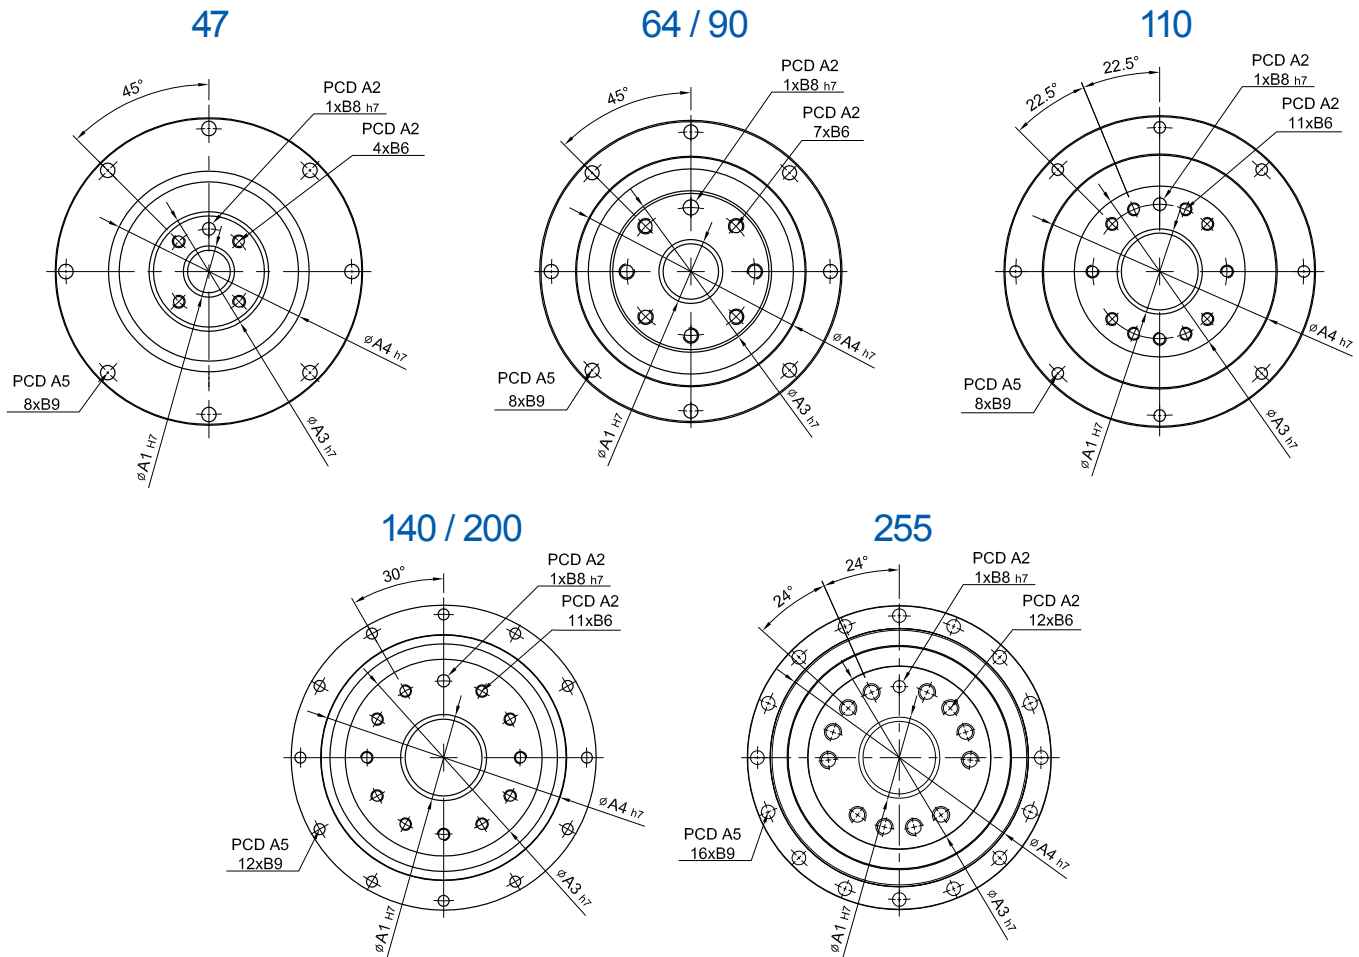 47
45°
PCD A2
1xB8 h7
PCD A2
4xB6
PCD A5
8xB9
⌀A4 h7
⌀A3 h7
⌀A1 H7
64 / 90
45°
PCD A2
1xB8 h7
PCD A2
7xB6
PCD A5
8xB9
⌀A4 h7
⌀A3 h7
⌀A1 H7
110
22.5°
22.5°
PCD A2
1xB8 h7
PCD A2
11xB6
PCD A5
8xB9
⌀A4 h7
⌀A3 h7
⌀A1 H7
140 / 200
30°
PCD A2
1xB8 h7
PCD A2
11xB6
PCD A5
12xB9
⌀A4 h7
⌀A3 h7
⌀A1 H7
255
24°
24°
PCD A2
1xB8 h7
PCD A2
12xB6
PCD A5
16xB9
⌀A4 h7
⌀A3 h7
⌀A1 H7